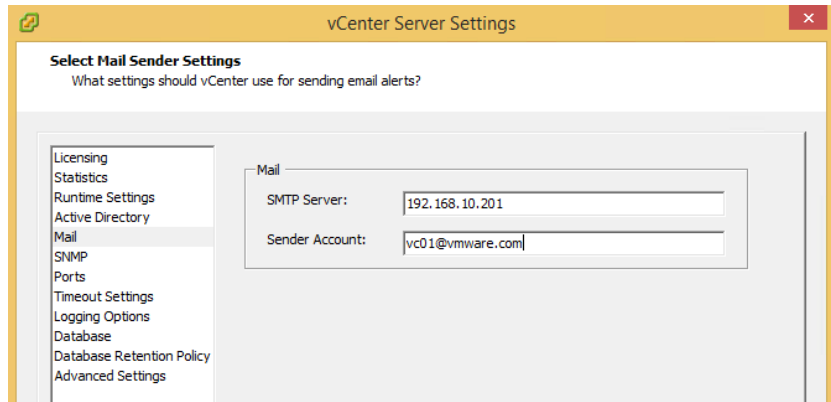 vCenter Server Settings
Select Mail Sender Settings
What settings should vCenter use for sending email alerts?
Licensing
Statistics
Runtime Settings
Active Directory
Mail
SNMP
Ports
Timeout Settings
Logging Options
Database
Database Retention Policy
Advanced Settings
Mail
SMTP Server: 192.168.10.201
Sender Account: vc01@vmware.com